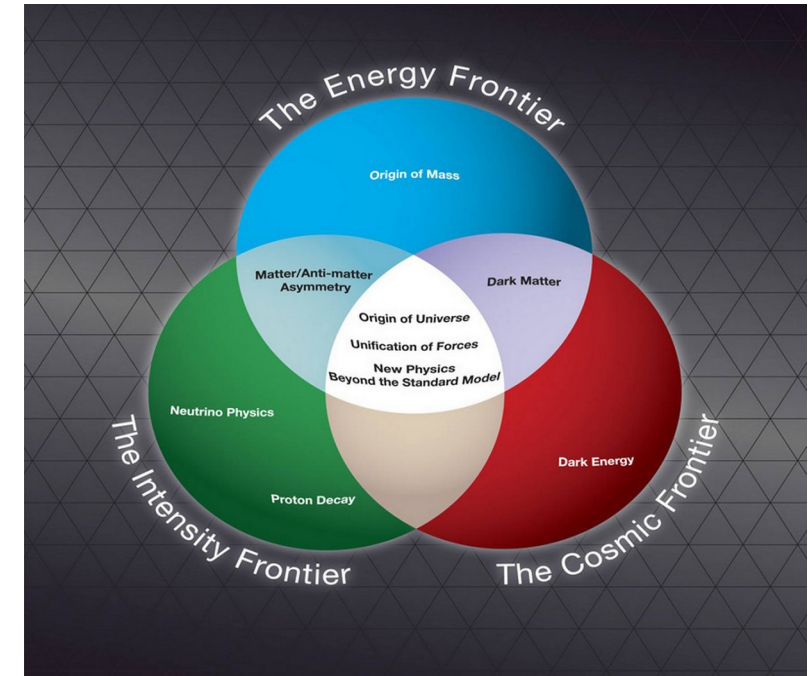 The Energy Frontier
Origin of Mass
Matter/Anti-matter
Asymmetry
Dark Matter
Origin of Universe
Unification of Forces
New Physics
Beyond the Standard Model
Neutrino Physics
Dark Energy
Proton Decay
The Intensity Frontier
The Cosmic Frontier